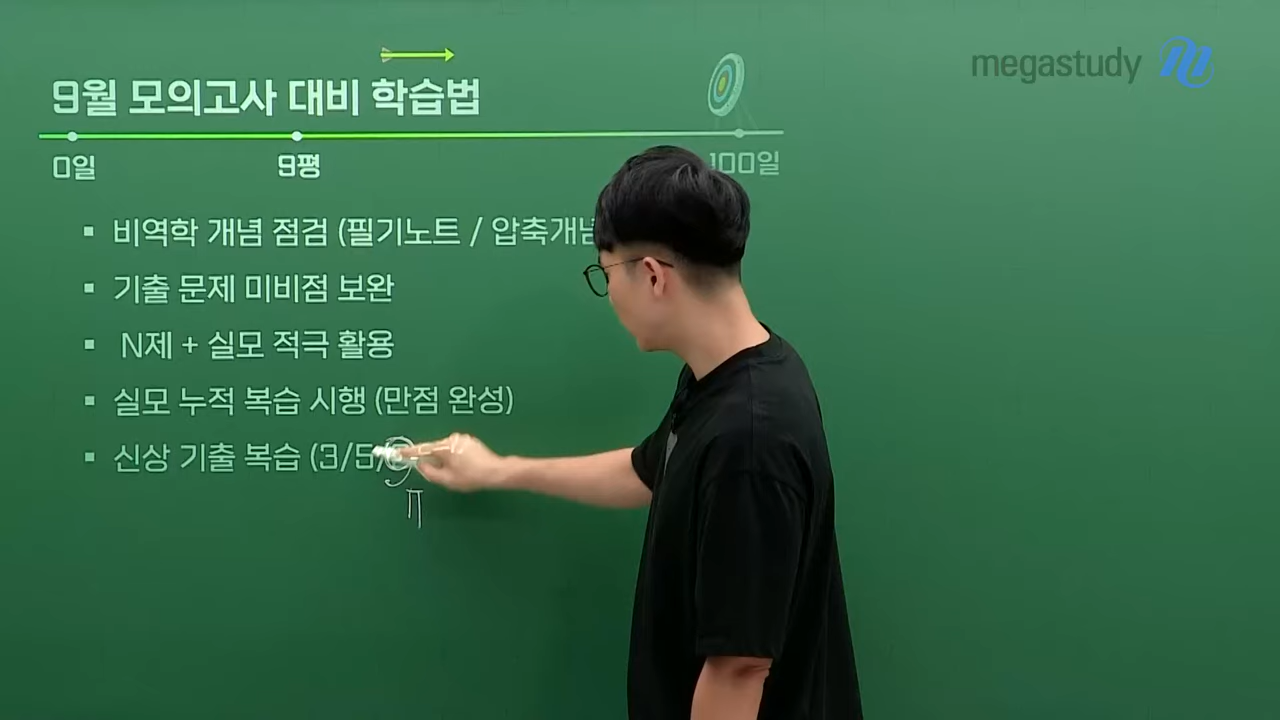 megastudy
9월 모의고사 대비 학습법
0일 9평 100일
▪ 비역학 개념 점검 (필기노트 / 압축개념
▪ 기출 문제 미비점 보완
▪ N제 + 실모 적극 활용
▪ 실모 누적 복습 시행 (만점 완성)
▪ 신상 기출 복습 (3/5/